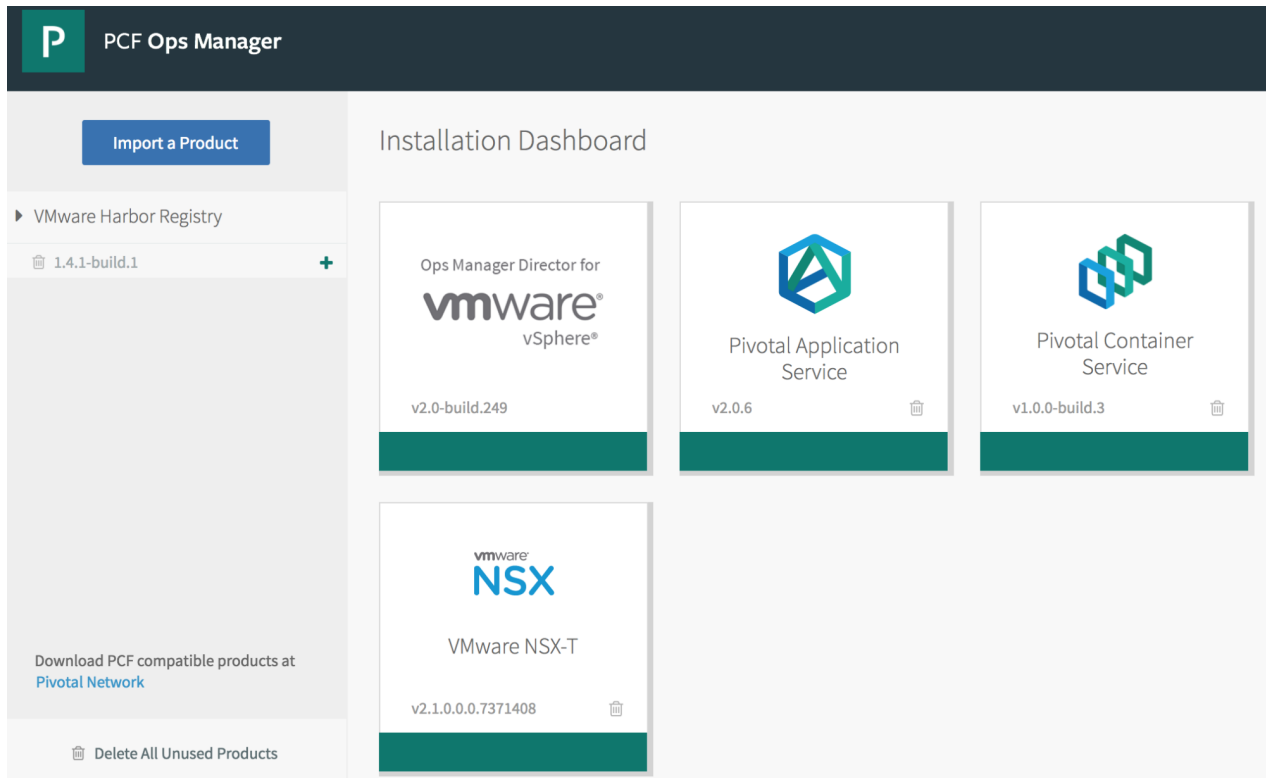 P
PCF Ops Manager
Import a Product
VMware Harbor Registry
1.4.1-build.1
Download PCF compatible products at
Pivotal Network
Delete All Unused Products
Installation Dashboard
Ops Manager Director for
vmware®
vSphere®
v2.0-build.249
Pivotal Application
Service
v2.0.6
Pivotal Container
Service
v1.0.0-build.3
vmware
NSX
VMware NSX-T
v2.1.0.0.0.7371408